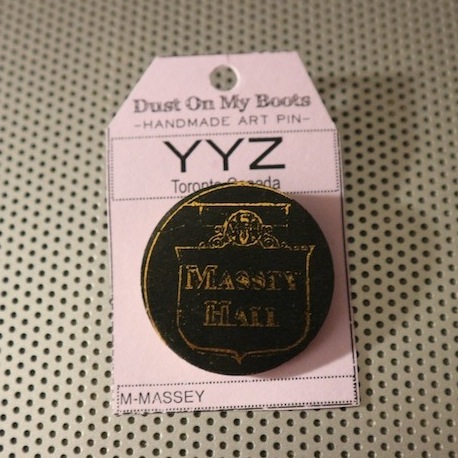 Dust On My Boots
-HANDMADE ART PIN-
YYZ
Toronto Canada
MASSEY
HALL
M-MASSEY